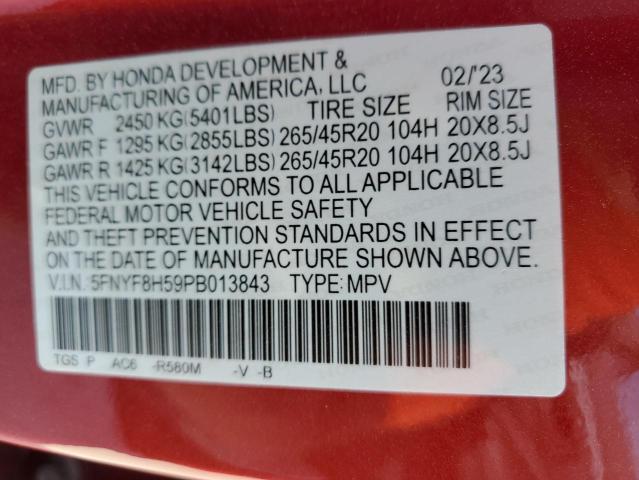 MFD. BY HONDA DEVELOPMENT &
MANUFACTURING OF AMERICA, LLC 02/'23
GVWR 2450 KG(5401LBS) TIRE SIZE RIM SIZE
GAWR F 1295 KG(2855LBS) 265/45R20 104H 20X8.5J
GAWR R 1425 KG(3142LBS) 265/45R20 104H 20X8.5J
THIS VEHICLE CONFORMS TO ALL APPLICABLE
FEDERAL MOTOR VEHICLE SAFETY
AND THEFT PREVENTION STANDARDS IN EFFECT
ON THE DATE OF MANUFACTURE SHOWN ABOVE.
V.I.N. 5FNYF8H59PB013843 TYPE: MPV
TGS P AC6 -R580M -V -B